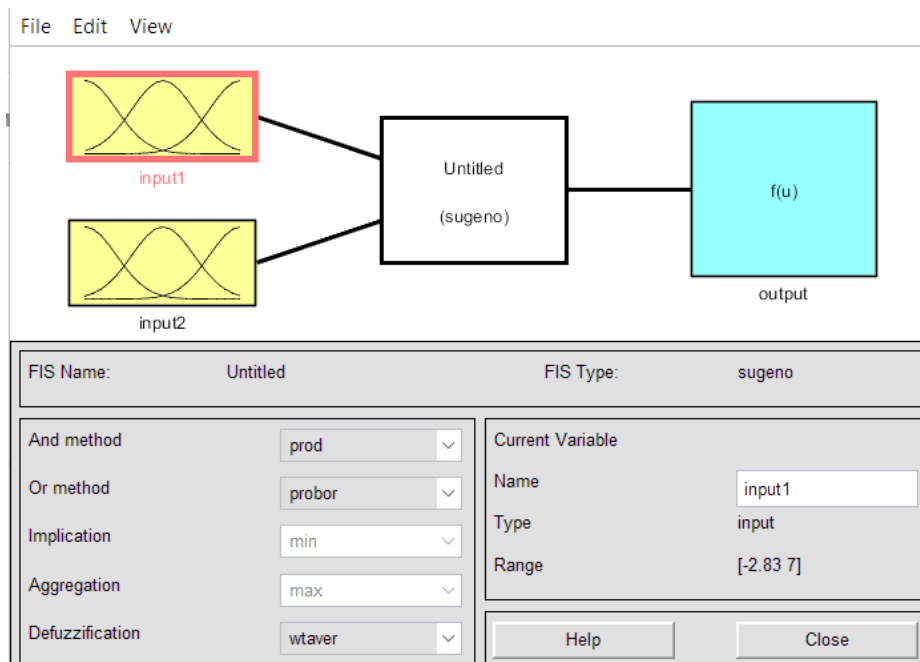 File Edit View
input1
input2
Untitled
(sugeno)
f(u)
output
FIS Name: Untitled FIS Type: sugeno
And method prod
Or method probor
Implication min
Aggregation max
Defuzzification wtaver
Current Variable
Name input1
Type input
Range [-2.83 7]
Help Close